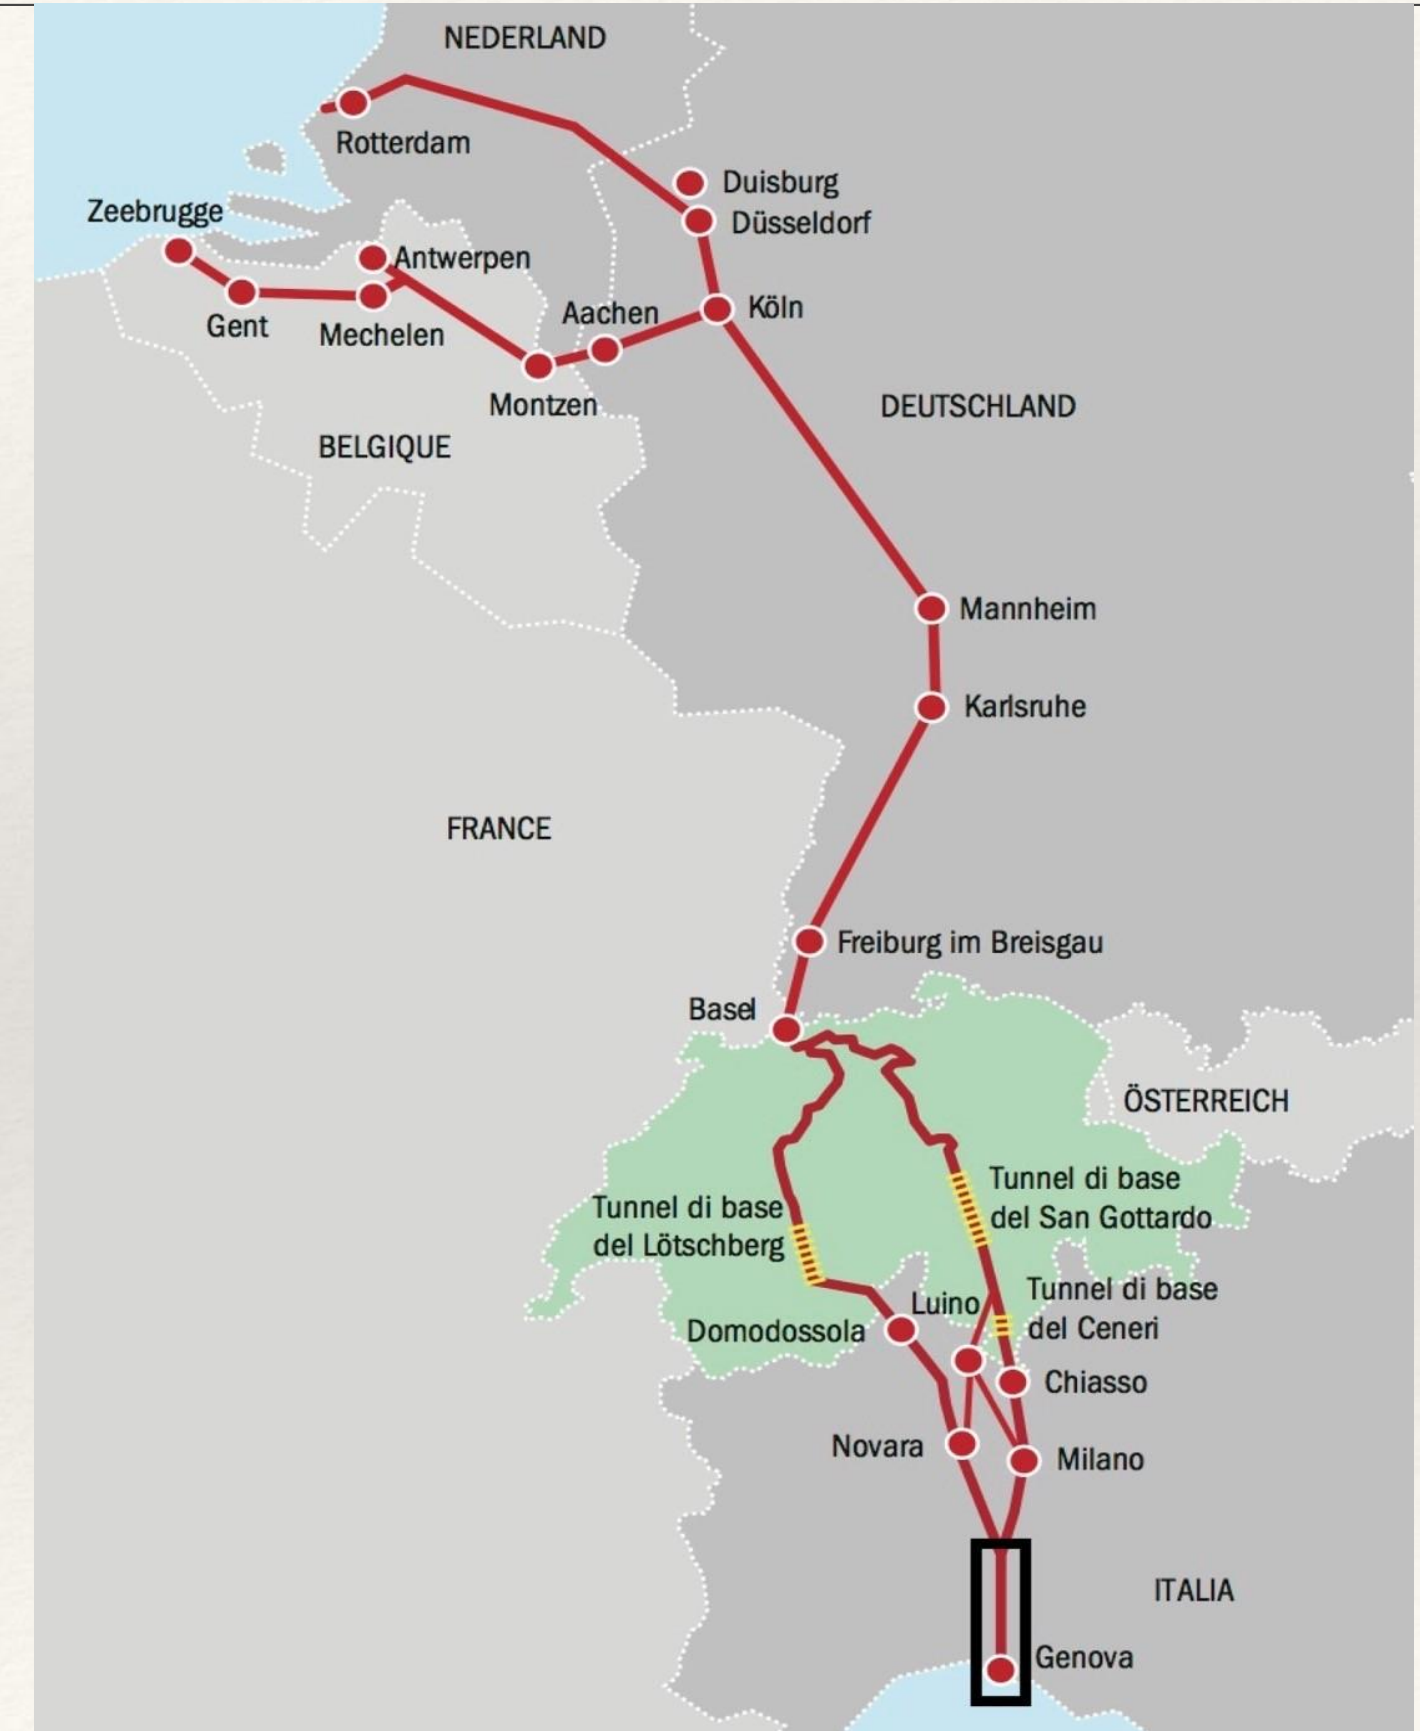 NEDERLAND
Rotterdam
Duisburg
Zeebrugge
Düsseldorf
Antwerpen
Aachen
Köln
Gent
Mechelen
Montzen
DEUTSCHLAND
BELGIQUE
Mannheim
Karlsruhe
FRANCE
Freiburg im Breisgau
Basel
ÖSTERREICH
Tunnel di base
del San Gottardo
Tunnel di base
del Lötschberg
Luino
Tunnel di base
del Ceneri
Domodossola
Chiasso
Novara
Milano
ITALIA
Genova